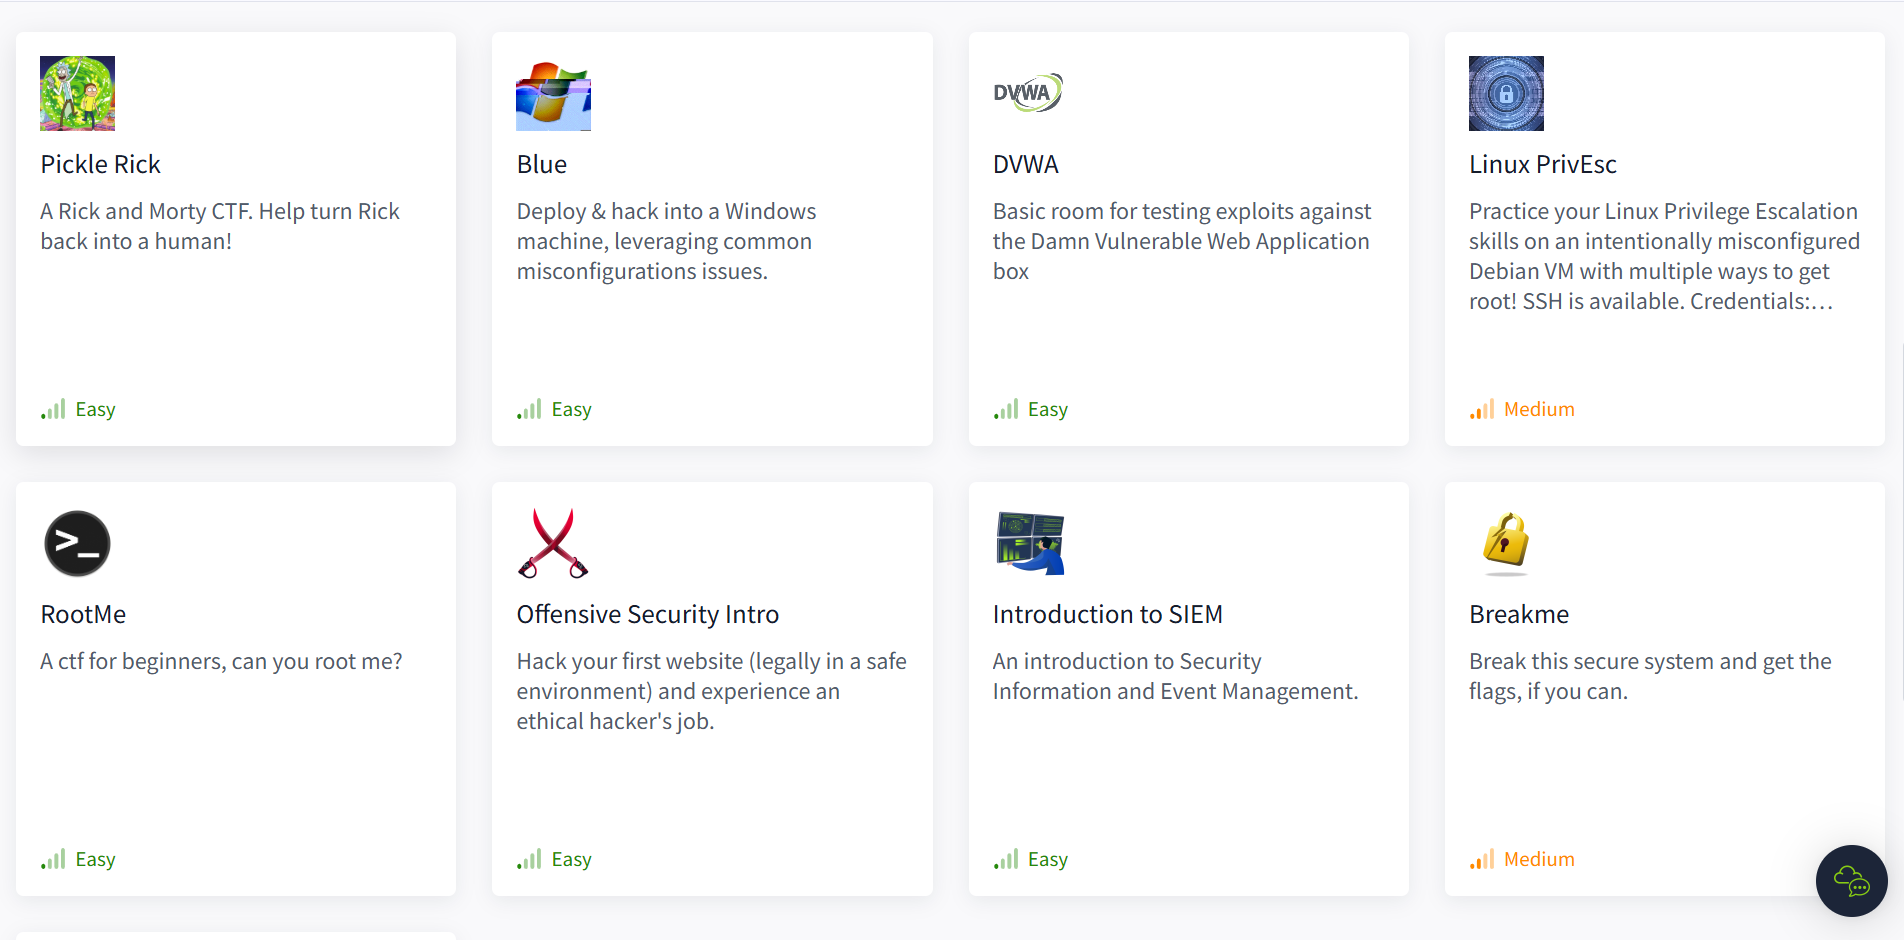 DVWA
Pickle Rick
A Rick and Morty CTF. Help turn Rick
back into a human!
Easy
Blue
Deploy & hack into a Windows
machine, leveraging common
misconfigurations issues.
Easy
DVWA
Basic room for testing exploits against
the Damn Vulnerable Web Application
box
Easy
Linux PrivEsc
Practice your Linux Privilege Escalation
skills on an intentionally misconfigured
Debian VM with multiple ways to get
root! SSH is available. Credentials:…
Medium
>_
RootMe
A ctf for beginners, can you root me?
Easy
Offensive Security Intro
Hack your first website (legally in a safe
environment) and experience an
ethical hacker's job.
Easy
Introduction to SIEM
An introduction to Security
Information and Event Management.
Easy
Breakme
Break this secure system and get the
flags, if you can.
Medium